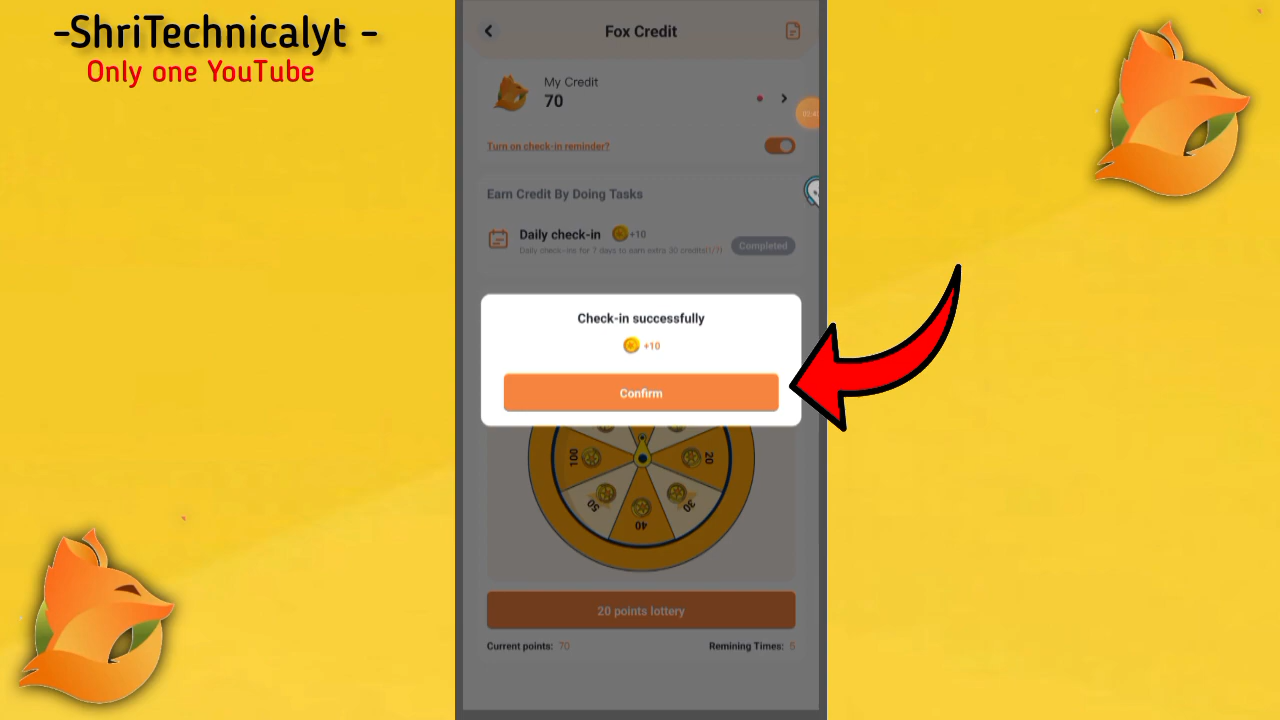 -ShriTechnicalyt -
Only one YouTube
Fox Credit
My Credit
70
Turn on check-in reminder?
Earn Credit By Doing Tasks
Daily check-in +10
Daily check-ins for 7 days to earn extra 30 credits!(1/7)
Completed
Check-in successfully
+10
Confirm
100
20
50
30
40
20 points lottery
Current points: 70
Remining Times: 5